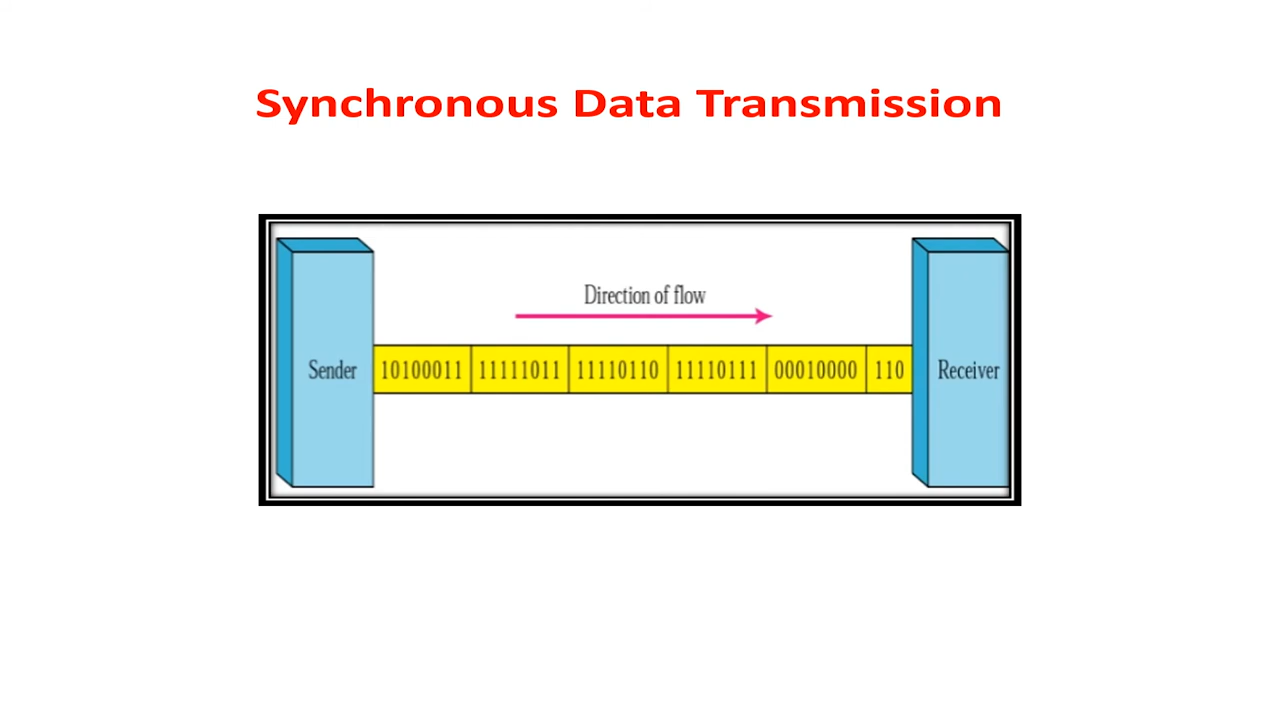 Synchronous Data Transmission
Direction of flow
Sender 10100011 11111011 11110110 11110111 00010000 110 Receiver